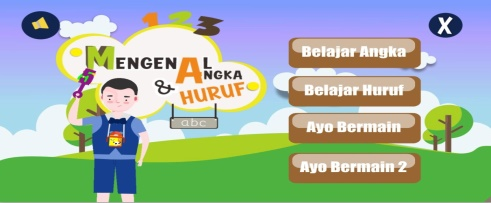 123
MENGENAL
ANGKA
& HURUF
abc
Belajar Angka
Belajar Huruf
Ayo Bermain
Ayo Bermain 2
X